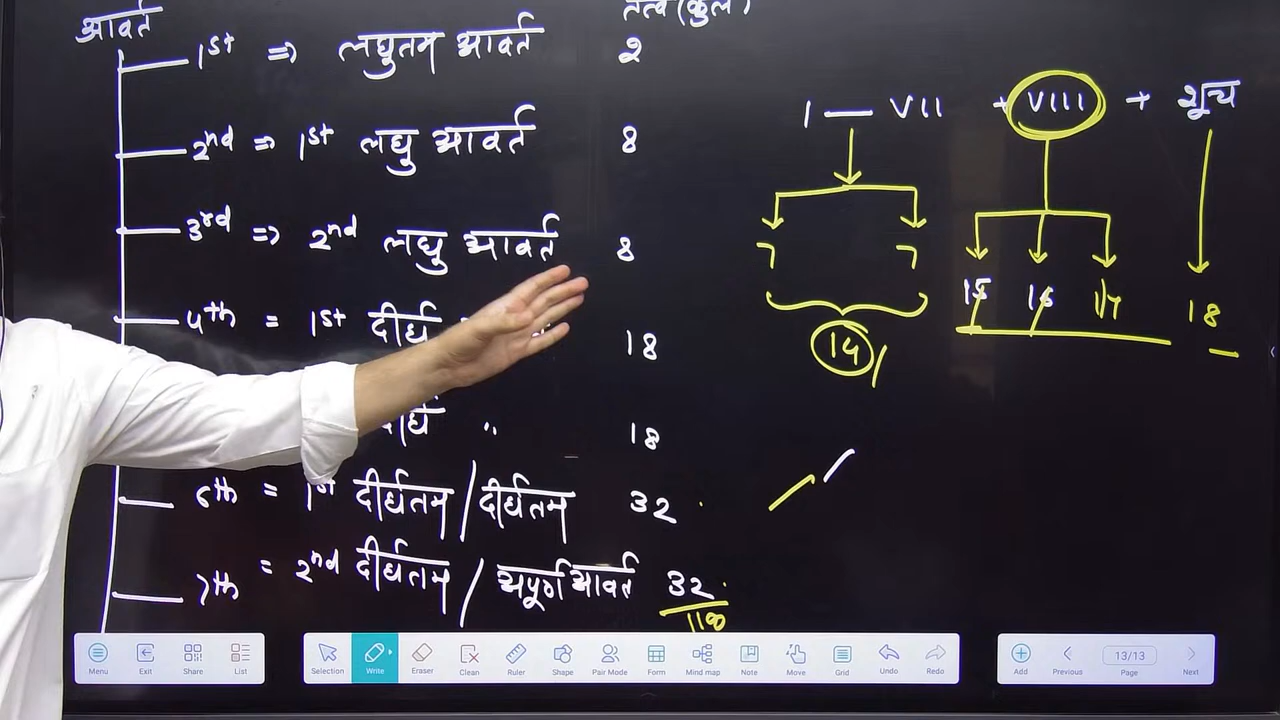 आवर्त
तत्व (कुल)
1st => लघुतम आवर्त 2
2nd => 1st लघु आवर्त 8
3rd => 2nd लघु आवर्त 8
4th = 1st दीर्घ 18
दीर्घ " 18
6th = 1st दीर्घतम / दीर्घतम 32
7th = 2nd दीर्घतम / अपूर्ण आवर्त 32
I — VII + VIII + शून्य
7 7
15 16 17 18
14
Menu Exit Share List
Selection Write Eraser Clean Ruler Shape Pair Mode Form Mind map Note Move Grid Undo Redo
Add Previous 13/13 Page Next